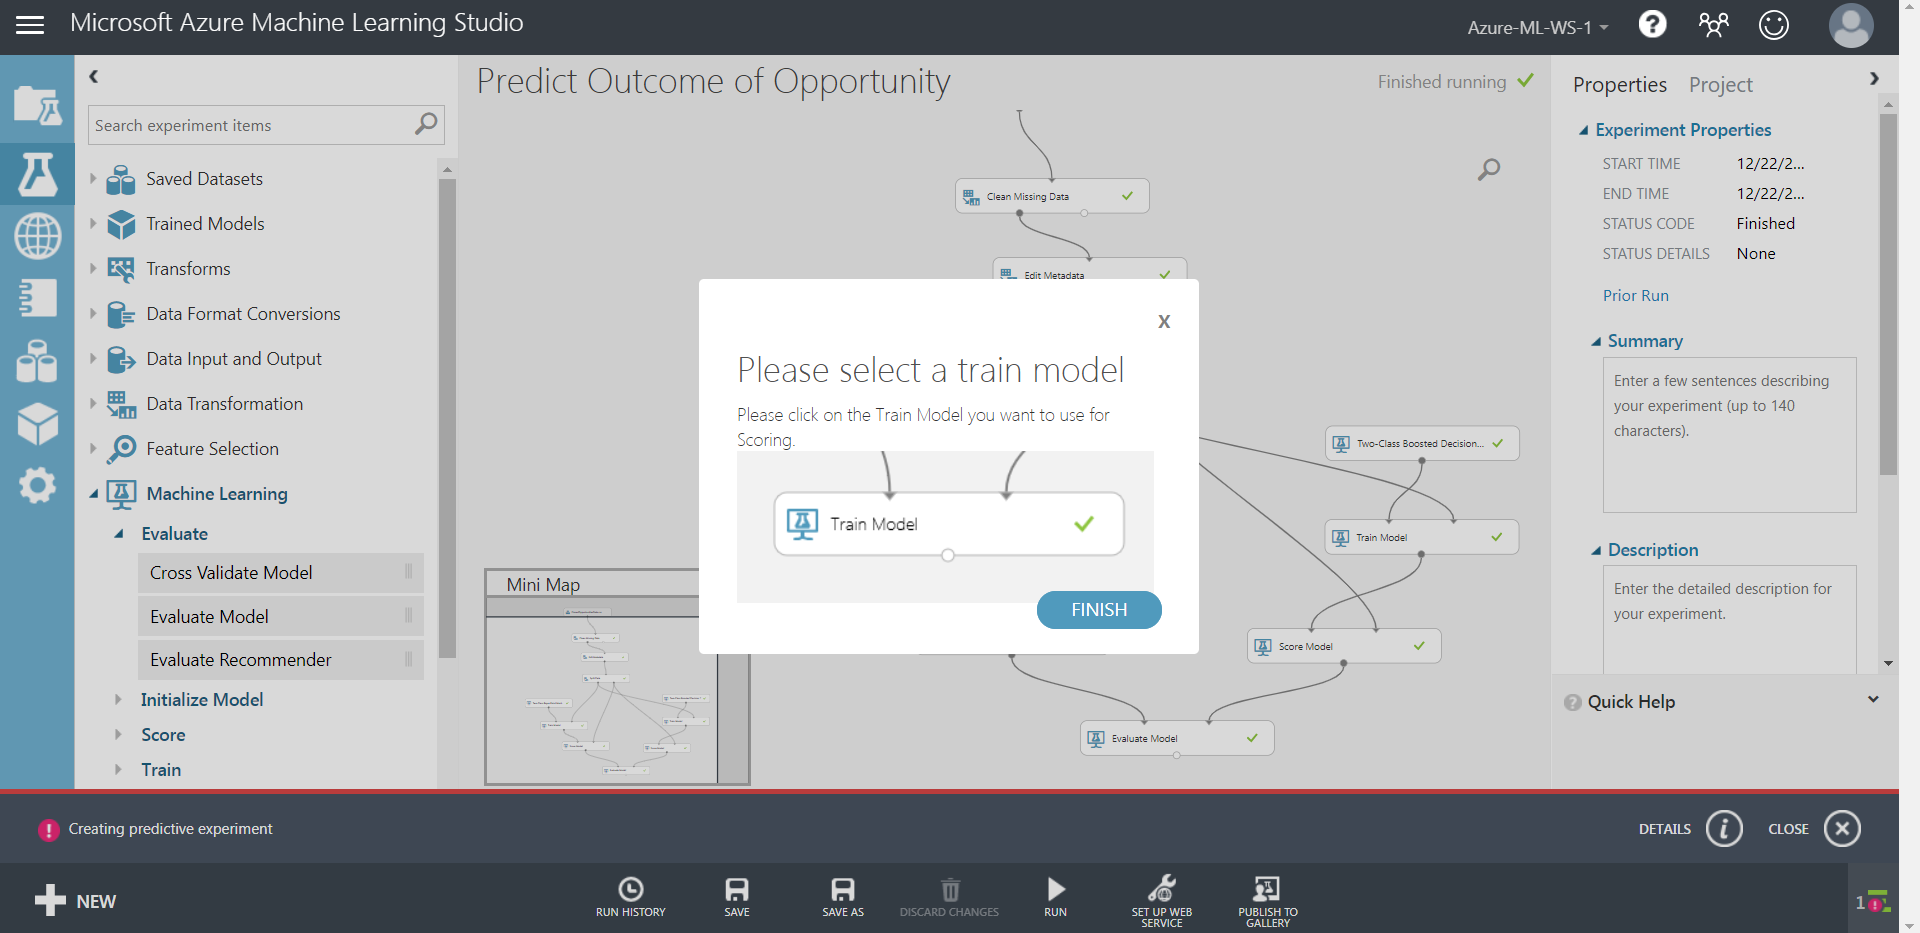 Microsoft Azure Machine Learning Studio
Azure-ML-WS-1
Search experiment items
Saved Datasets
Trained Models
Transforms
Data Format Conversions
Data Input and Output
Data Transformation
Feature Selection
Machine Learning
Evaluate
Cross Validate Model
Evaluate Model
Evaluate Recommender
Initialize Model
Score
Train
Predict Outcome of Opportunity
Finished running
Clean Missing Data
Edit Metadata
Two-Class Boosted Decision...
Train Model
Score Model
Evaluate Model
Mini Map
X
Please select a train model
Please click on the Train Model you want to use for
Scoring.
Train Model
FINISH
Properties Project
Experiment Properties
START TIME 12/22/2...
END TIME 12/22/2...
STATUS CODE Finished
STATUS DETAILS None
Prior Run
Summary
Enter a few sentences describing
your experiment (up to 140
characters).
Description
Enter the detailed description for
your experiment.
Quick Help
Creating predictive experiment
DETAILS
CLOSE
NEW
RUN HISTORY
SAVE
SAVE AS
DISCARD CHANGES
RUN
SET UP WEB
SERVICE
PUBLISH TO
GALLERY
1